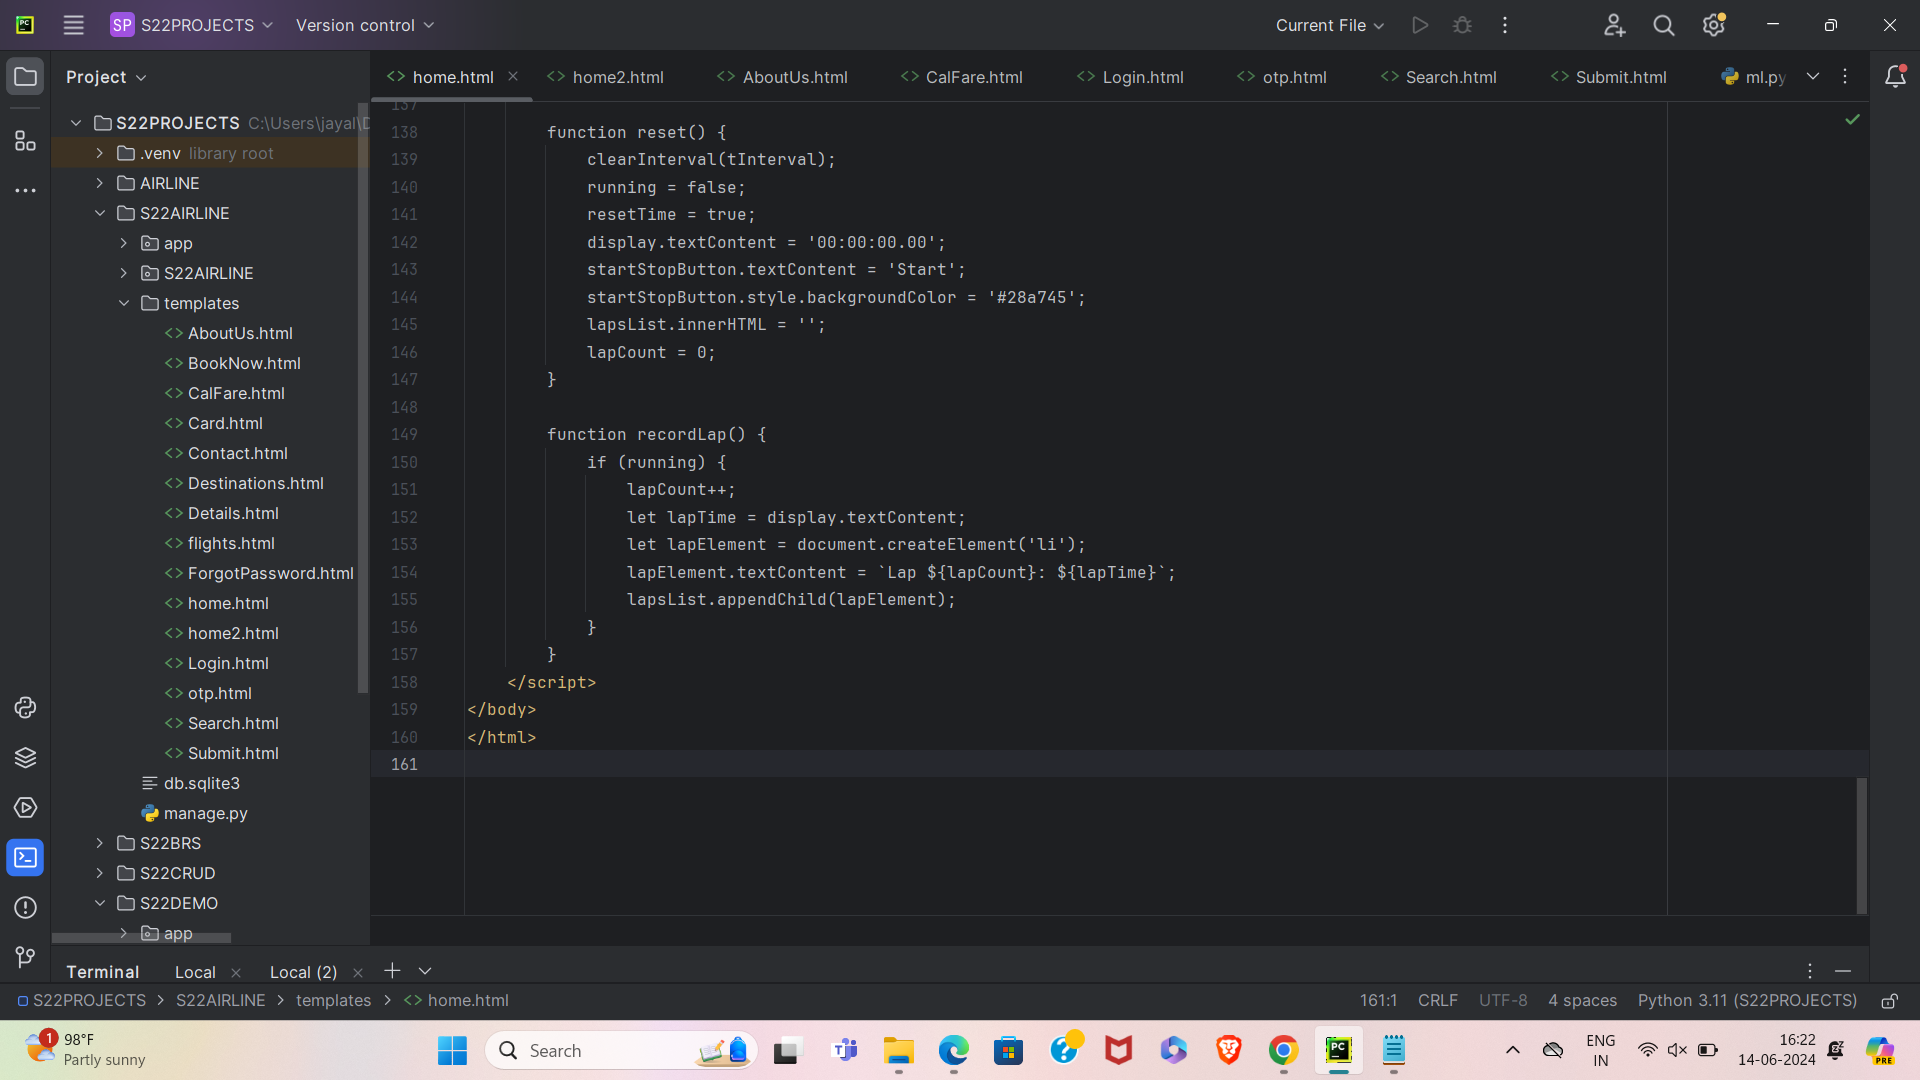 PC
SP S22PROJECTS Version control Current File
Project
home.html home2.html AboutUs.html CalFare.html Login.html otp.html Search.html Submit.html ml.py
S22PROJECTS C:\Users\jayal\D
.venv library root
AIRLINE
S22AIRLINE
app
S22AIRLINE
templates
AboutUs.html
BookNow.html
CalFare.html
Card.html
Contact.html
Destinations.html
Details.html
flights.html
ForgotPassword.html
home.html
home2.html
Login.html
otp.html
Search.html
Submit.html
db.sqlite3
manage.py
S22BRS
S22CRUD
S22DEMO
app
137
138 function reset() {
139 clearInterval(tInterval);
140 running = false;
141 resetTime = true;
142 display.textContent = '00:00:00.00';
143 startStopButton.textContent = 'Start';
144 startStopButton.style.backgroundColor = '#28a745';
145 lapsList.innerHTML = '';
146 lapCount = 0;
147 }
148
149 function recordLap() {
150 if (running) {
151 lapCount++;
152 let lapTime = display.textContent;
153 let lapElement = document.createElement('li');
154 lapElement.textContent = `Lap ${lapCount}: ${lapTime}`;
155 lapsList.appendChild(lapElement);
156 }
157 }
158 </script>
159 </body>
160 </html>
161
Terminal Local Local (2)
S22PROJECTS > S22AIRLINE > templates > home.html 161:1 CRLF UTF-8 4 spaces Python 3.11 (S22PROJECTS)
1 98°F
Partly sunny
Search
PC
ENG
IN
16:22
14-06-2024
PRE